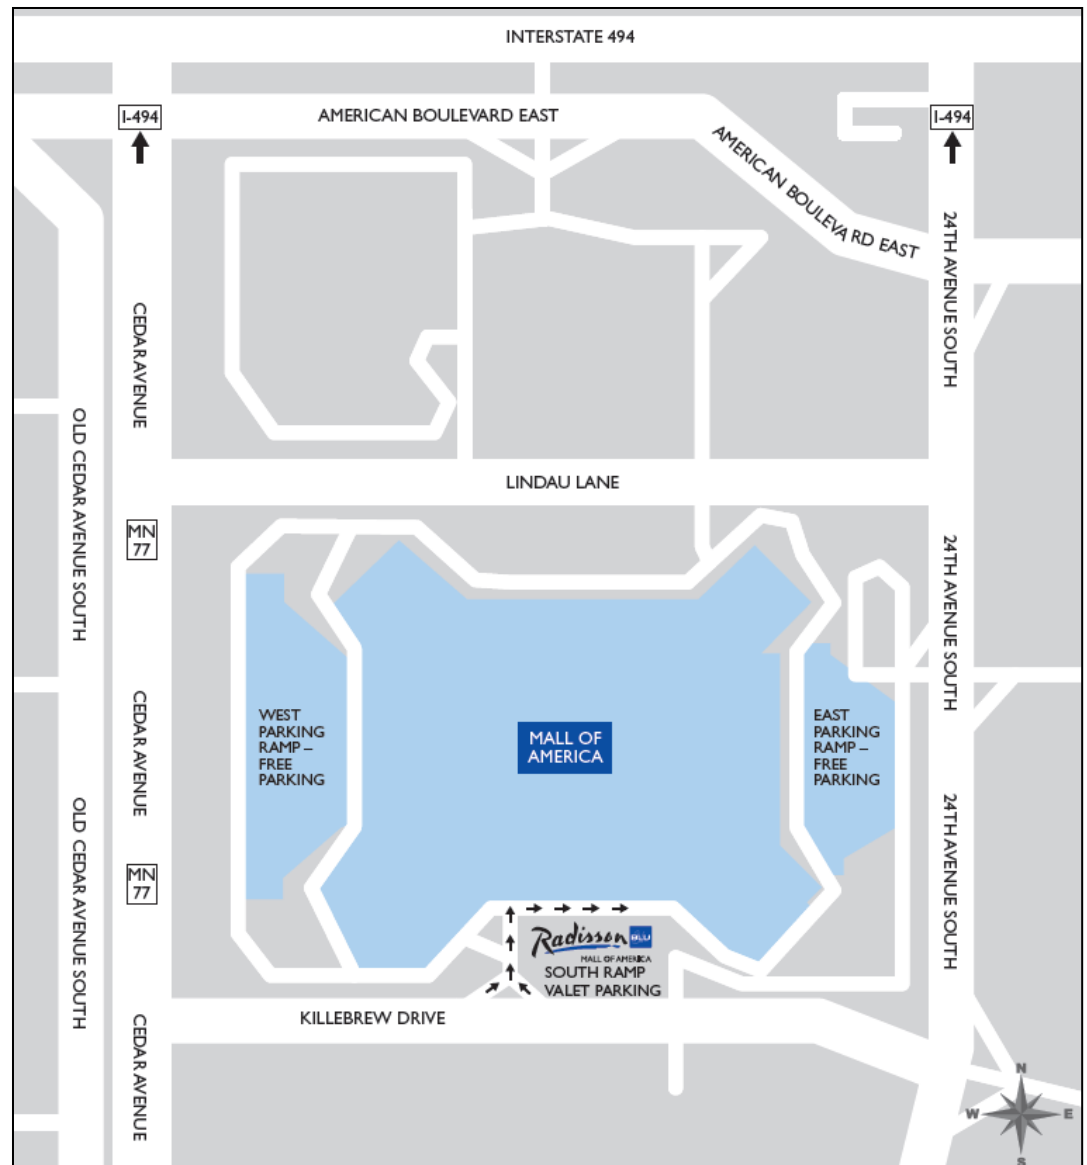 INTERSTATE 494
I-494
AMERICAN BOULEVARD EAST
I-494
AMERICAN BOULEVARD EAST
24TH AVENUE SOUTH
CEDAR AVENUE
OLD CEDAR AVENUE SOUTH
LINDAU LANE
MN
77
24TH AVENUE SOUTH
CEDAR AVENUE
WEST
PARKING
RAMP –
FREE
PARKING
MALL OF
AMERICA
EAST
PARKING
RAMP –
FREE
PARKING
OLD CEDAR AVENUE SOUTH
24TH AVENUE SOUTH
MN
77
Radisson BLU
MALL OF AMERICA
SOUTH RAMP
VALET PARKING
KILLEBREW DRIVE
CEDAR AVENUE
N
W E
S